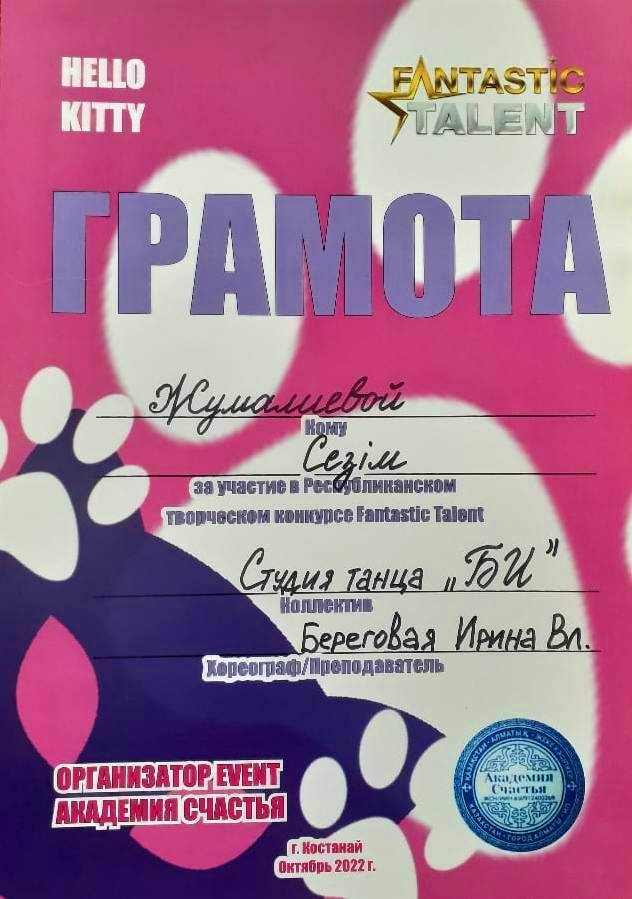 HELLO
KITTY
FANTASTIC
TALENT
ГРАМОТА
Жумалиевой
Кому
Сезім
за участие в Республиканском
творческом конкурсе Fantastic Talent
Студия танца „БИ”
Коллектив
Береговая Ирина Вл.
Хореограф/Преподаватель
ОРГАНИЗАТОР EVENT
АКАДЕМИЯ СЧАСТЬЯ
Академия
Счастья
г. Костанай
Октябрь 2022 г.